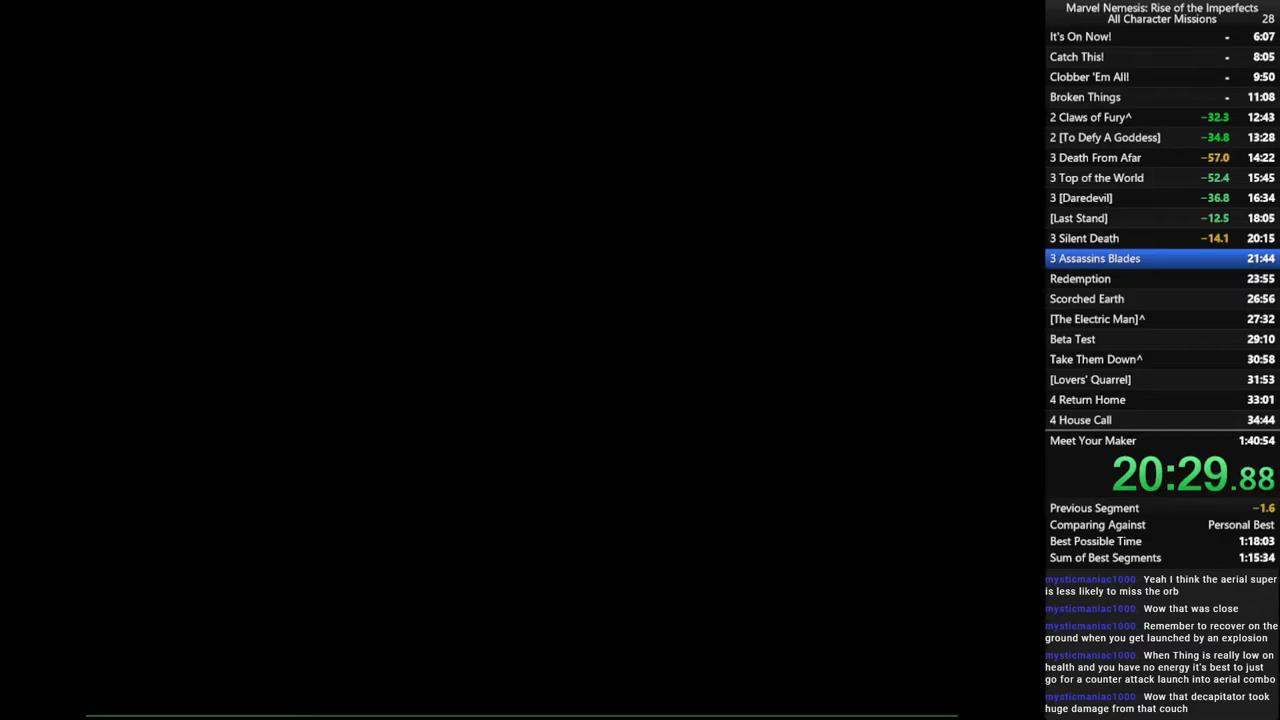 Marvel Nemesis: Rise of the Imperfects
All Character Missions 28
It's On Now! - 6:07
Catch This! - 8:05
Clobber 'Em All! - 9:50
Broken Things - 11:08
2 Claws of Fury^ −32.3 12:43
2 [To Defy A Goddess] −34.8 13:28
3 Death From Afar −57.0 14:22
3 Top of the World −52.4 15:45
3 [Daredevil] −36.8 16:34
[Last Stand] −12.5 18:05
3 Silent Death −14.1 20:15
3 Assassins Blades 21:44
Redemption 23:55
Scorched Earth 26:56
[The Electric Man]^ 27:32
Beta Test 29:10
Take Them Down^ 30:58
[Lovers' Quarrel] 31:53
4 Return Home 33:01
4 House Call 34:44
Meet Your Maker 1:40:54
20:29.88
Previous Segment −1.6
Comparing Against Personal Best
Best Possible Time 1:18:03
Sum of Best Segments 1:15:34
mysticmaniac1000 Yeah I think the aerial super
is less likely to miss the orb
mysticmaniac1000 Wow that was close
mysticmaniac1000 Remember to recover on the
ground when you get launched by an explosion
mysticmaniac1000 When Thing is really low on
health and you have no energy it's best to just
go for a counter attack launch into aerial combo
mysticmaniac1000 Wow that decapitator took
huge damage from that couch